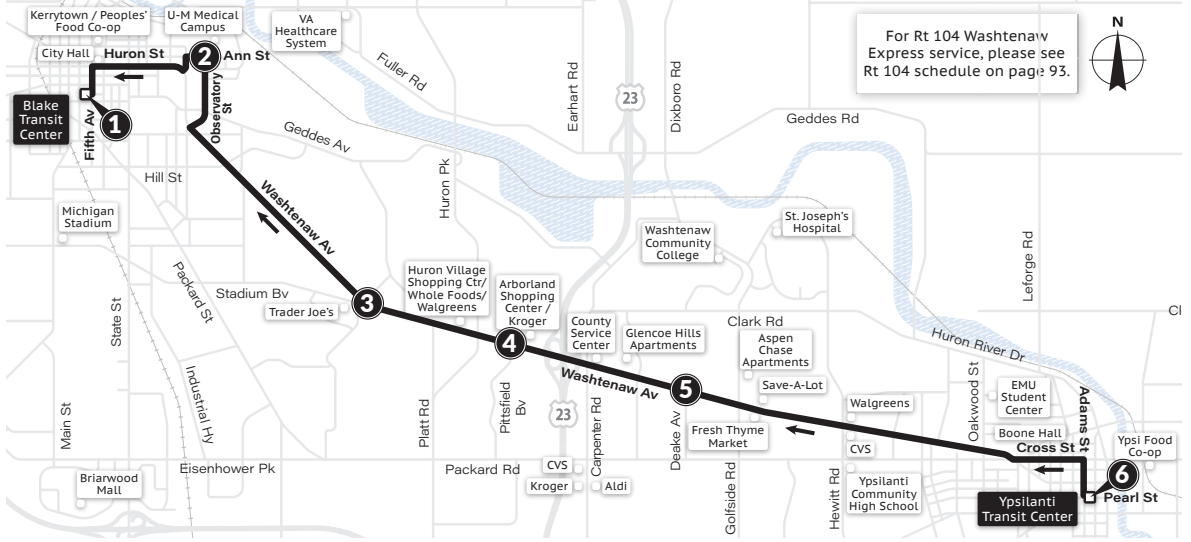 Kerrytown / Peoples'
Food Co-op
U-M Medical
Campus
VA
Healthcare
System
City Hall
Huron St
2
Ann St
Fuller Rd
Earhart Rd
23
Dixboro Rd
For Rt 104 Washtenaw
Express service, please see
Rt 104 schedule on page 93.
N
Blake
Transit
Center
1
Fifth Av
Observatory
St
Geddes Av
Geddes Rd
Hill St
Huron Pk
Washtenaw Av
Michigan
Stadium
Washtenaw
Community
College
St. Joseph's
Hospital
Leforge Rd
Packard St
Stadium Bv
Trader Joe's
3
Huron Village
Shopping Ctr/
Whole Foods/
Walgreens
Arborland
Shopping
Center /
Kroger
4
County
Service
Center
Glencoe Hills
Apartments
Clark Rd
Cl
Huron River Dr
State St
Aspen
Chase
Apartments
Washtenaw Av
5
Save-A-Lot
Fresh Thyme
Market
Walgreens
CVS
Oakwood St
EMU
Student
Center
Boone Hall
Adams St
Cross St
Industrial Hy
Main St
Platt Rd
Pittsfield
Bv
23
Carpenter Rd
Deake Av
Golfside Rd
Hewitt Rd
Eisenhower Pk
Packard Rd
CVS
Kroger
Aldi
Briarwood
Mall
Ypsilanti
Community
High School
Ypsi Food
Co-op
6
Pearl St
Ypsilanti
Transit Center